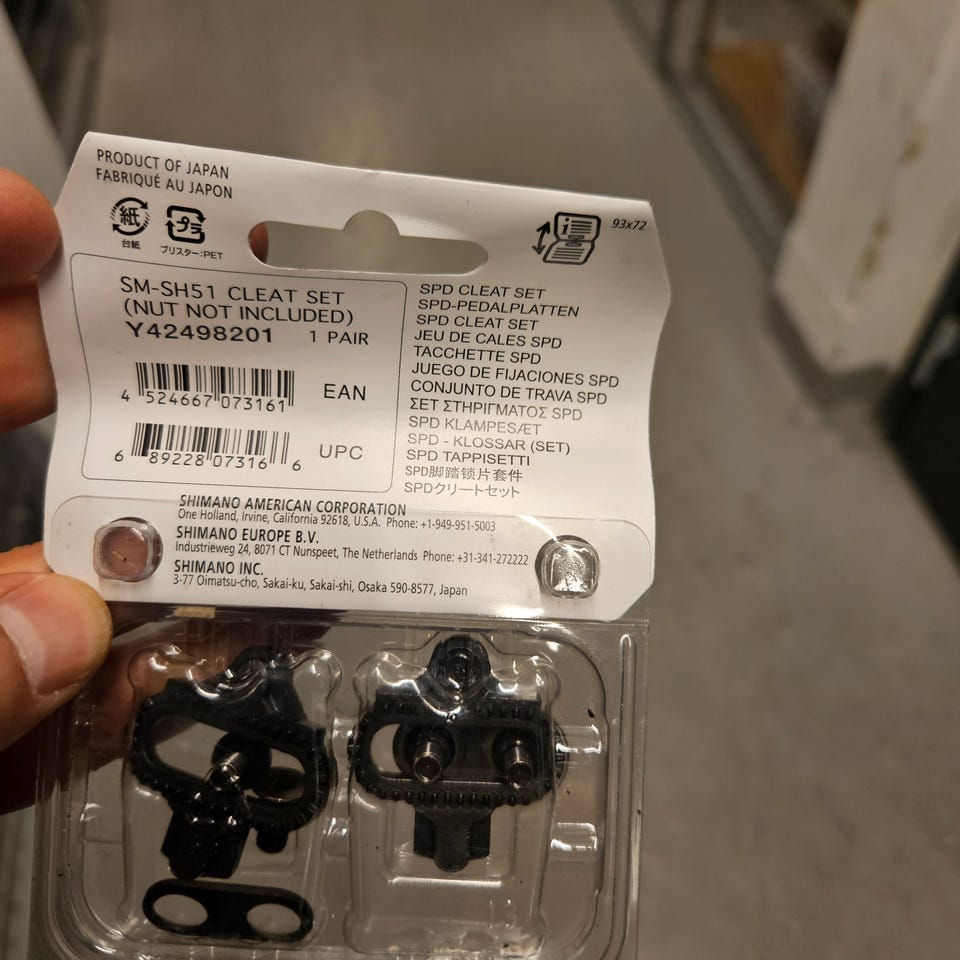 PRODUCT OF JAPAN
FABRIQUÉ AU JAPON
紙
台紙
プラ
ブリスター:PET
93x72
SM-SH51 CLEAT SET
(NUT NOT INCLUDED)
Y42498201 1 PAIR
4 524667 073161
EAN
6 89228 07316 6
UPC
SPD CLEAT SET
SPD-PEDALPLATTEN
SPD CLEAT SET
JEU DE CALES SPD
TACCHETTE SPD
JUEGO DE FIJACIONES SPD
CONJUNTO DE TRAVA SPD
ΣΕΤ ΣΤΗΡΙΓΜΑΤΟΣ SPD
SPD KLAMPESÆT
SPD - KLOSSAR (SET)
SPD TAPPISETTI
SPD脚踏锁片套件
SPDクリートセット
SHIMANO AMERICAN CORPORATION
One Holland, Irvine, California 92618, U.S.A. Phone: +1-949-951-5003
SHIMANO EUROPE B.V.
Industrieweg 24, 8071 CT Nunspeet, The Netherlands Phone: +31-341-272222
SHIMANO INC.
3-77 Oimatsu-cho, Sakai-ku, Sakai-shi, Osaka 590-8577, Japan